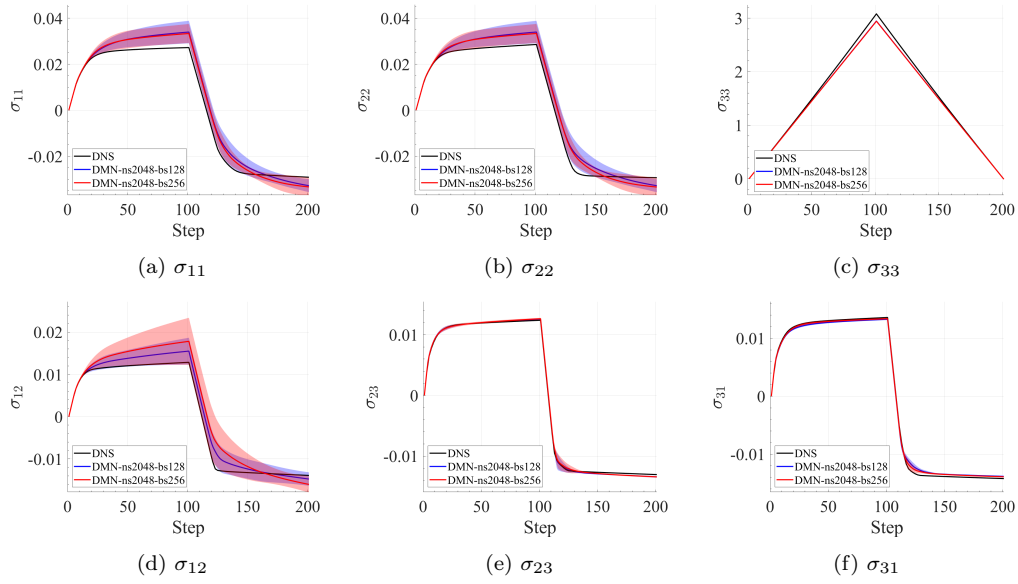 0.04
0.02
0
-0.02
σ11
DNS
DMN-ns2048-bs128
DMN-ns2048-bs256
0 50 100 150 200
Step
(a) σ11
0.04
0.02
0
-0.02
σ22
DNS
DMN-ns2048-bs128
DMN-ns2048-bs256
0 50 100 150 200
Step
(b) σ22
3
2
1
0
σ33
DNS
DMN-ns2048-bs128
DMN-ns2048-bs256
0 50 100 150 200
Step
(c) σ33
0.02
0.01
0
-0.01
σ12
DNS
DMN-ns2048-bs128
DMN-ns2048-bs256
0 50 100 150 200
Step
(d) σ12
0.01
0
-0.01
σ23
DNS
DMN-ns2048-bs128
DMN-ns2048-bs256
0 50 100 150 200
Step
(e) σ23
0.01
0
-0.01
σ31
DNS
DMN-ns2048-bs128
DMN-ns2048-bs256
0 50 100 150 200
Step
(f) σ31